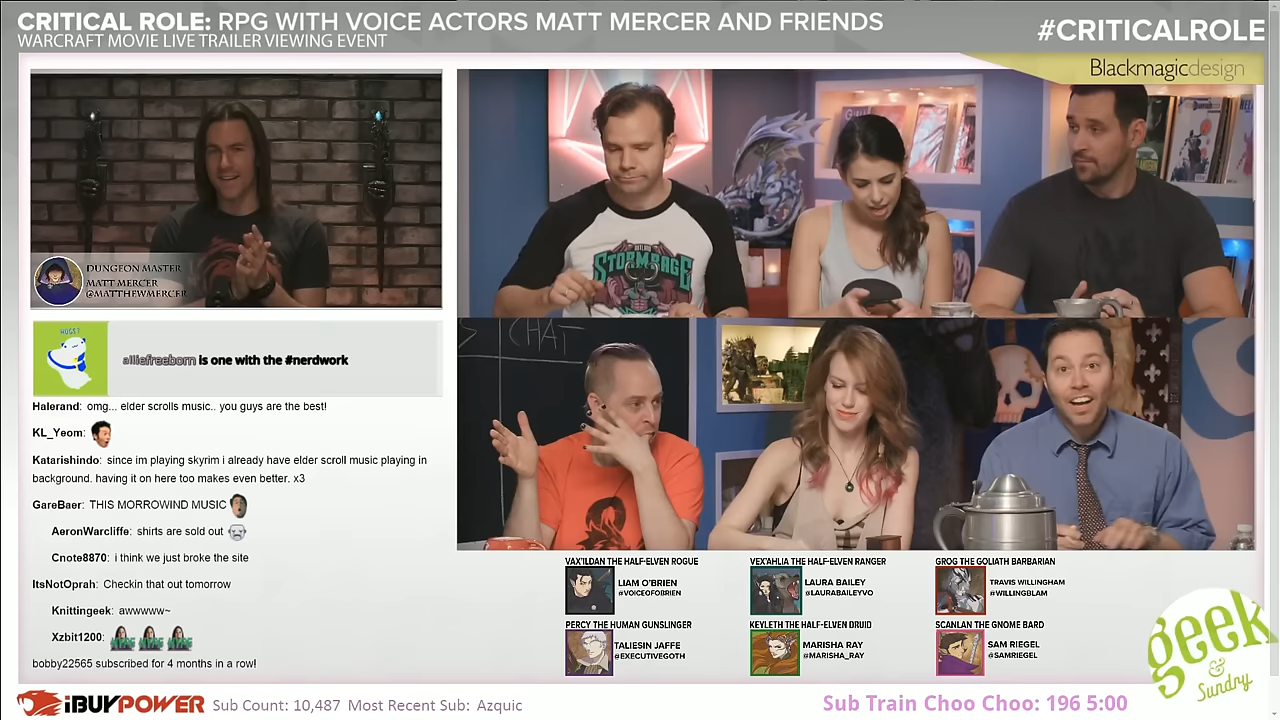 CRITICAL ROLE: RPG WITH VOICE ACTORS MATT MERCER AND FRIENDS
WARCRAFT MOVIE LIVE TRAILER VIEWING EVENT
#CRITICALROLE
Blackmagicdesign
DUNGEON MASTER
MATT MERCER
@MATTHEWMERCER
STORMRAGE
CHAT
HUGS?
alliefreeborn is one with the #nerdwork
Halerand: omg... elder scrolls music.. you guys are the best!
KL_Yeom:
Katarishindo: since im playing skyrim i already have elder scroll music playing in
background. having it on here too makes even better. x3
GareBaer: THIS MORROWIND MUSIC
AeronWarcliffe: shirts are sold out
Cnote8870: i think we just broke the site
ItsNotOprah: Checkin that out tomorrow
Knittingeek: awwwww~
Xzbit1200:
bobby22565 subscribed for 4 months in a row!
VAX'ILDAN THE HALF-ELVEN ROGUE
LIAM O'BRIEN
@VOICEOFOBRIEN
VEX'AHLIA THE HALF-ELVEN RANGER
LAURA BAILEY
@LAURABAILEYVO
GROG THE GOLIATH BARBARIAN
TRAVIS WILLINGHAM
@WILLINGBLAM
PERCY THE HUMAN GUNSLINGER
TALIESIN JAFFE
@EXECUTIVEGOTH
KEYLETH THE HALF-ELVEN DRUID
MARISHA RAY
@MARISHA_RAY
SCANLAN THE GNOME BARD
SAM RIEGEL
@SAMRIEGEL
geek
&
Sundry
iBUYPOWER
Sub Count: 10,487 Most Recent Sub: Azquic
Sub Train Choo Choo: 196 5:00